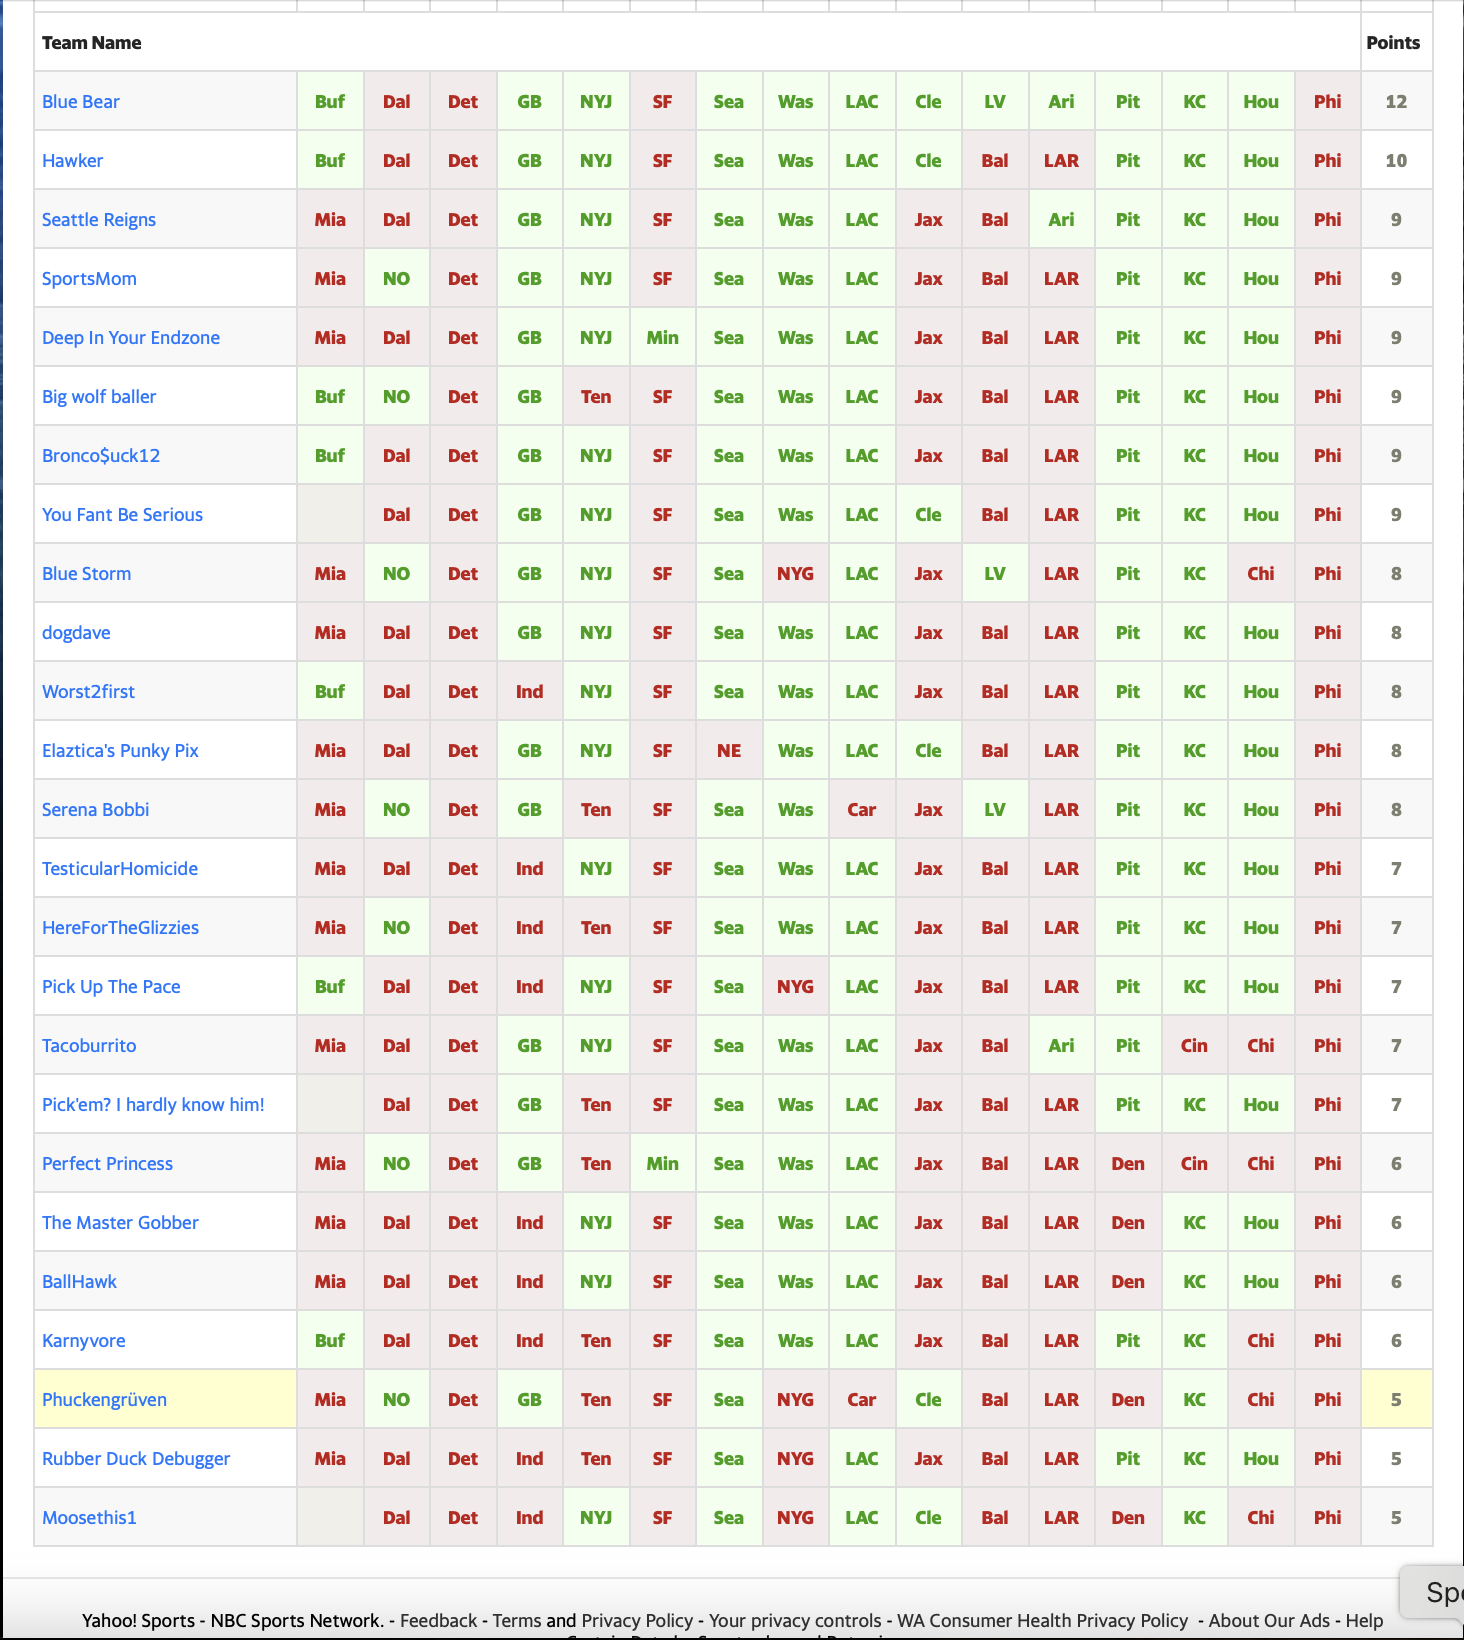 Team Name Points
Blue Bear Buf Dal Det GB NYJ SF Sea Was LAC Cle LV Ari Pit KC Hou Phi 12
Hawker Buf Dal Det GB NYJ SF Sea Was LAC Cle Bal LAR Pit KC Hou Phi 10
Seattle Reigns Mia Dal Det GB NYJ SF Sea Was LAC Jax Bal Ari Pit KC Hou Phi 9
SportsMom Mia NO Det GB NYJ SF Sea Was LAC Jax Bal LAR Pit KC Hou Phi 9
Deep In Your Endzone Mia Dal Det GB NYJ Min Sea Was LAC Jax Bal LAR Pit KC Hou Phi 9
Big wolf baller Buf NO Det GB Ten SF Sea Was LAC Jax Bal LAR Pit KC Hou Phi 9
Bronco$uck12 Buf Dal Det GB NYJ SF Sea Was LAC Jax Bal LAR Pit KC Hou Phi 9
You Fant Be Serious Dal Det GB NYJ SF Sea Was LAC Cle Bal LAR Pit KC Hou Phi 9
Blue Storm Mia NO Det GB NYJ SF Sea NYG LAC Jax LV LAR Pit KC Chi Phi 8
dogdave Mia Dal Det GB NYJ SF Sea Was LAC Jax Bal LAR Pit KC Hou Phi 8
Worst2first Buf Dal Det Ind NYJ SF Sea Was LAC Jax Bal LAR Pit KC Hou Phi 8
Elaztica's Punky Pix Mia Dal Det GB NYJ SF NE Was LAC Cle Bal LAR Pit KC Hou Phi 8
Serena Bobbi Mia NO Det GB Ten SF Sea Was Car Jax LV LAR Pit KC Hou Phi 8
TesticularHomicide Mia Dal Det Ind NYJ SF Sea Was LAC Jax Bal LAR Pit KC Hou Phi 7
HereForTheGlizzies Mia NO Det Ind Ten SF Sea Was LAC Jax Bal LAR Pit KC Hou Phi 7
Pick Up The Pace Buf Dal Det Ind NYJ SF Sea NYG LAC Jax Bal LAR Pit KC Hou Phi 7
Tacoburrito Mia Dal Det GB NYJ SF Sea Was LAC Jax Bal Ari Pit Cin Chi Phi 7
Pick'em? I hardly know him! Dal Det GB Ten SF Sea Was LAC Jax Bal LAR Pit KC Hou Phi 7
Perfect Princess Mia NO Det GB Ten Min Sea Was LAC Jax Bal LAR Den Cin Chi Phi 6
The Master Gobber Mia Dal Det Ind NYJ SF Sea Was LAC Jax Bal LAR Den KC Hou Phi 6
BallHawk Mia Dal Det Ind NYJ SF Sea Was LAC Jax Bal LAR Den KC Hou Phi 6
Karnyvore Buf Dal Det Ind Ten SF Sea Was LAC Jax Bal LAR Pit KC Chi Phi 6
Phuckengrüven Mia NO Det GB Ten SF Sea NYG Car Cle Bal LAR Den KC Chi Phi 5
Rubber Duck Debugger Mia Dal Det Ind Ten SF Sea NYG LAC Jax Bal LAR Pit KC Hou Phi 5
Moosethis1 Dal Det Ind NYJ SF Sea NYG LAC Cle Bal LAR Den KC Chi Phi 5
Yahoo! Sports - NBC Sports Network. - Feedback - Terms and Privacy Policy - Your privacy controls - WA Consumer Health Privacy Policy - About Our Ads - Help